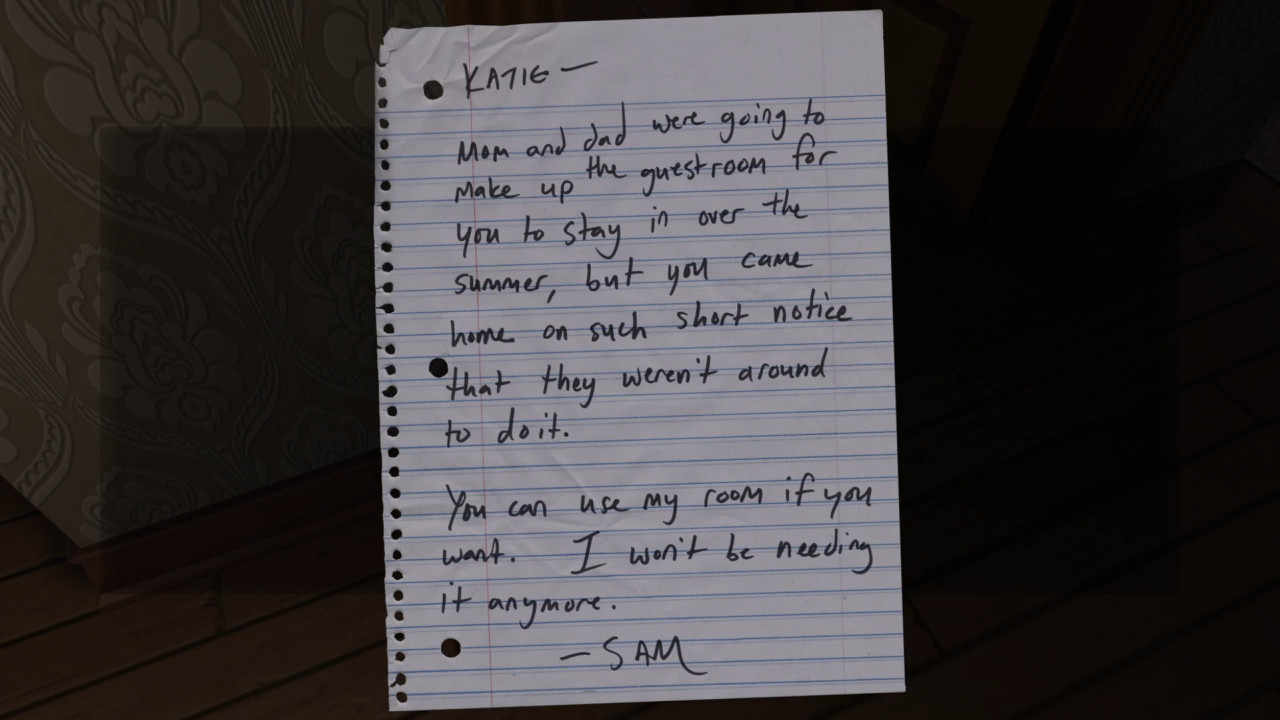 KATIE —
Mom and dad were going to
make up the guestroom for
you to stay in over the
summer, but you came
home on such short notice
that they weren't around
to do it.
You can use my room if you
want. I won't be needing
it anymore.
— SAM